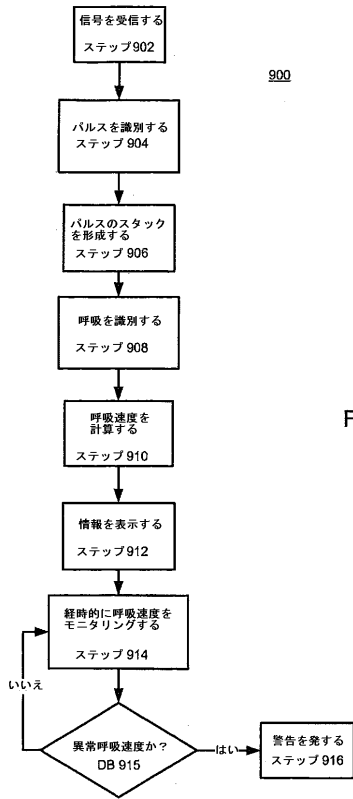 信号を受信する
ステップ902
900
パルスを識別する
ステップ 904
パルスのスタック
を形成する
ステップ 906
呼吸を識別する
ステップ 908
呼吸速度を
計算する
ステップ 910
情報を表示する
ステップ912
経時的に呼吸速度を
モニタリングする
ステップ 914
いいえ
異常呼吸速度か？
DB 915
はい
警告を発する
ステップ 916
F